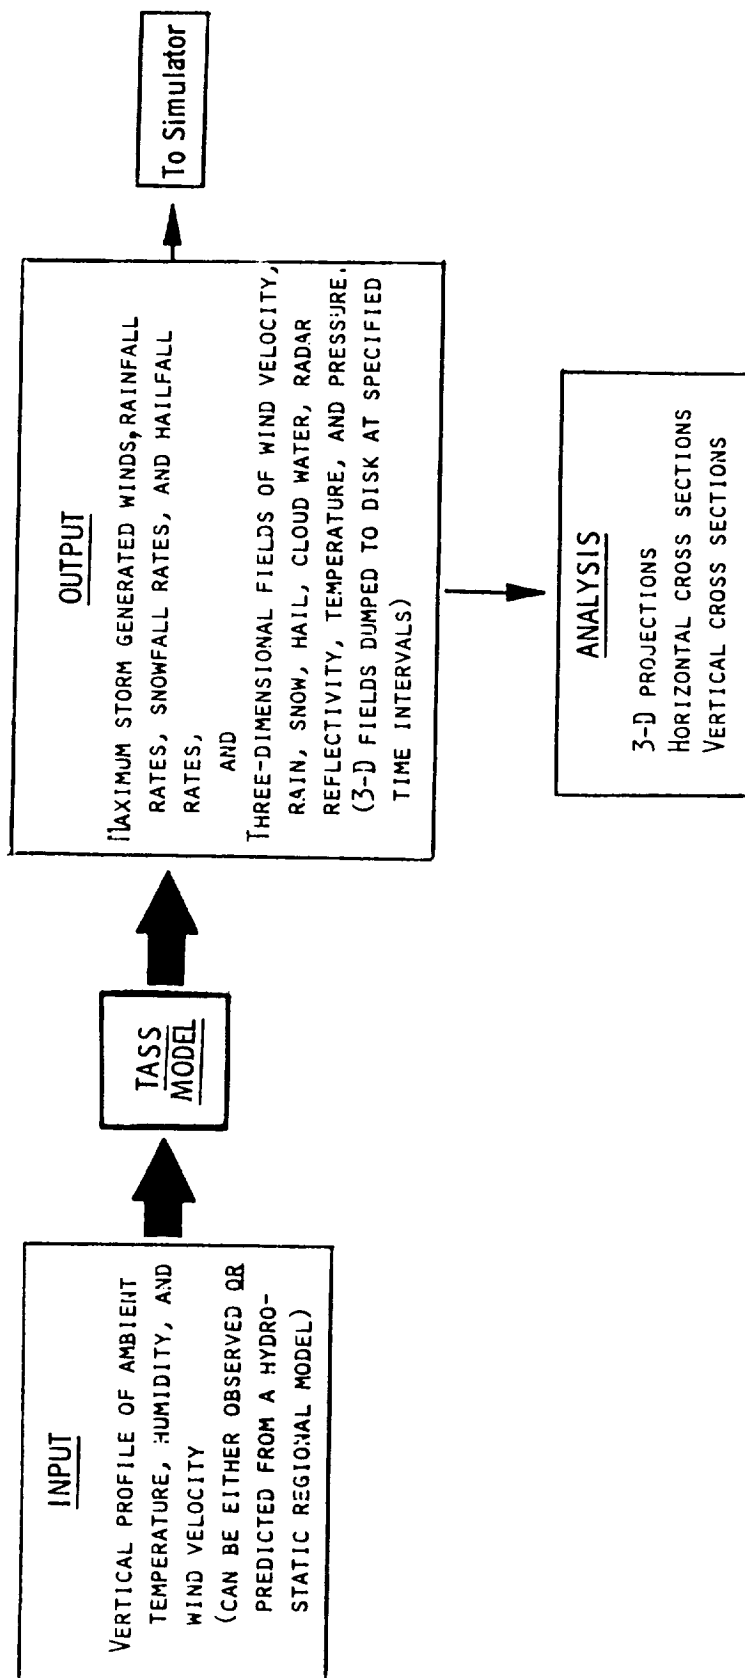 INPUT
VERTICAL PROFILE OF AMBIENT
TEMPERATURE, HUMIDITY, AND
WIND VELOCITY
(CAN BE EITHER OBSERVED OR
PREDICTED FROM A HYDRO-
STATIC REGIONAL MODEL)
TASS
MODEL
OUTPUT
MAXIMUM STORM GENERATED WINDS, RAINFALL
RATES, SNOWFALL RATES, AND HAILFALL
RATES,
AND
THREE-DIMENSIONAL FIELDS OF WIND VELOCITY,
RAIN, SNOW, HAIL, CLOUD WATER, RADAR
REFLECTIVITY, TEMPERATURE, AND PRESSURE.
(3-D FIELDS DUMPED TO DISK AT SPECIFIED
TIME INTERVALS)
To Simulator
ANALYSIS
3-D PROJECTIONS
HORIZONTAL CROSS SECTIONS
VERTICAL CROSS SECTIONS